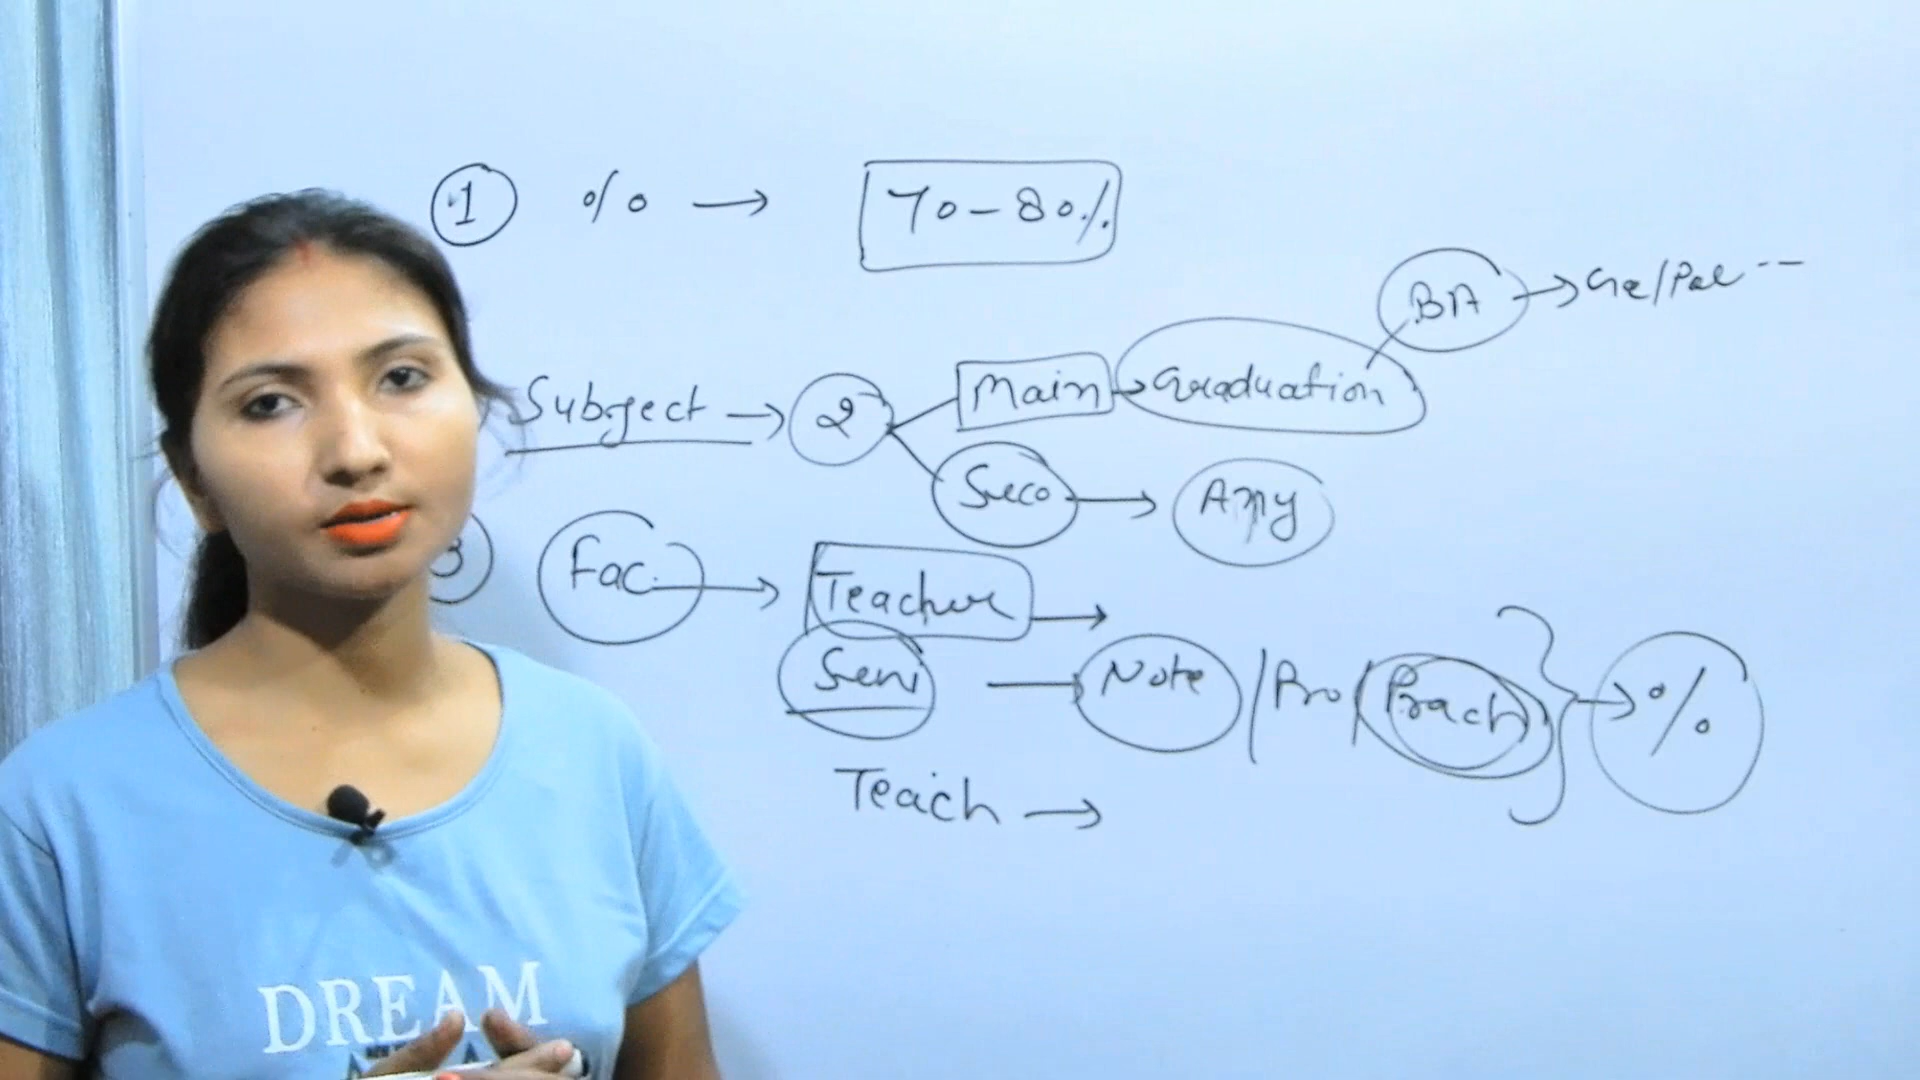 1 % → 70-80%
BA → Ge/Pol --
Subject → 2 Main → Graduation
Seco → Any
3 Fac. → Teacher →
Seni — Note / Pro / Prach } → %
Teach →
DREAM